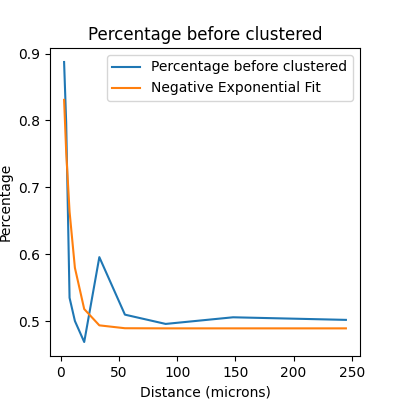 Percentage before clustered
Percentage before clustered
Negative Exponential Fit
Percentage
0.9
0.8
0.7
0.6
0.5
0
50
100
150
200
250
Distance (microns)